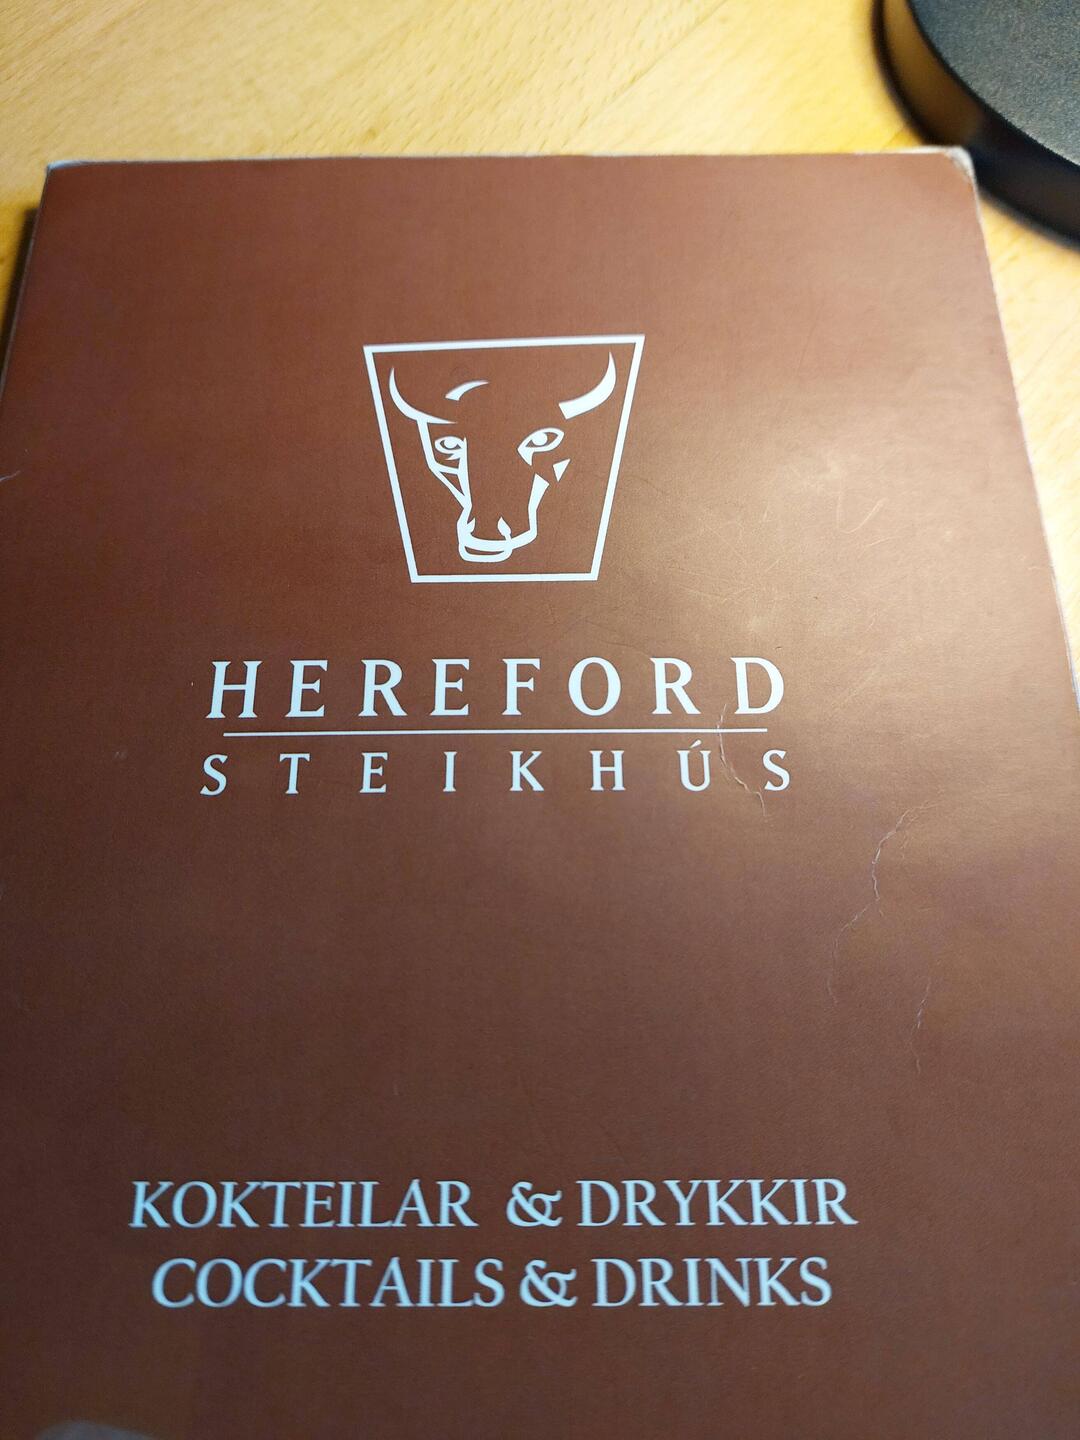 HEREFORD
STEIKHÚS
KOKTEILAR & DRYKKIR
COCKTAILS & DRINKS